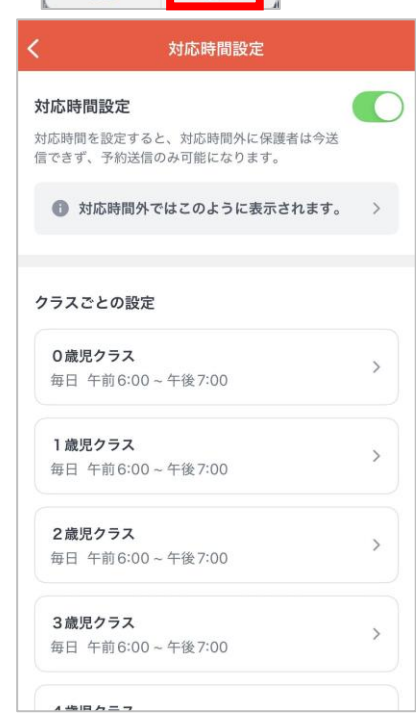 対応時間設定
対応時間設定
対応時間を設定すると、対応時間外に保護者は今送
信できず、予約送信のみ可能になります。
対応時間外ではこのように表示されます。
クラスごとの設定
0歳児クラス
毎日 午前6:00 ~ 午後7:00
1歳児クラス
毎日 午前6:00 ~ 午後7:00
2歳児クラス
毎日 午前6:00 ~ 午後7:00
3歳児クラス
毎日 午前6:00 ~ 午後7:00